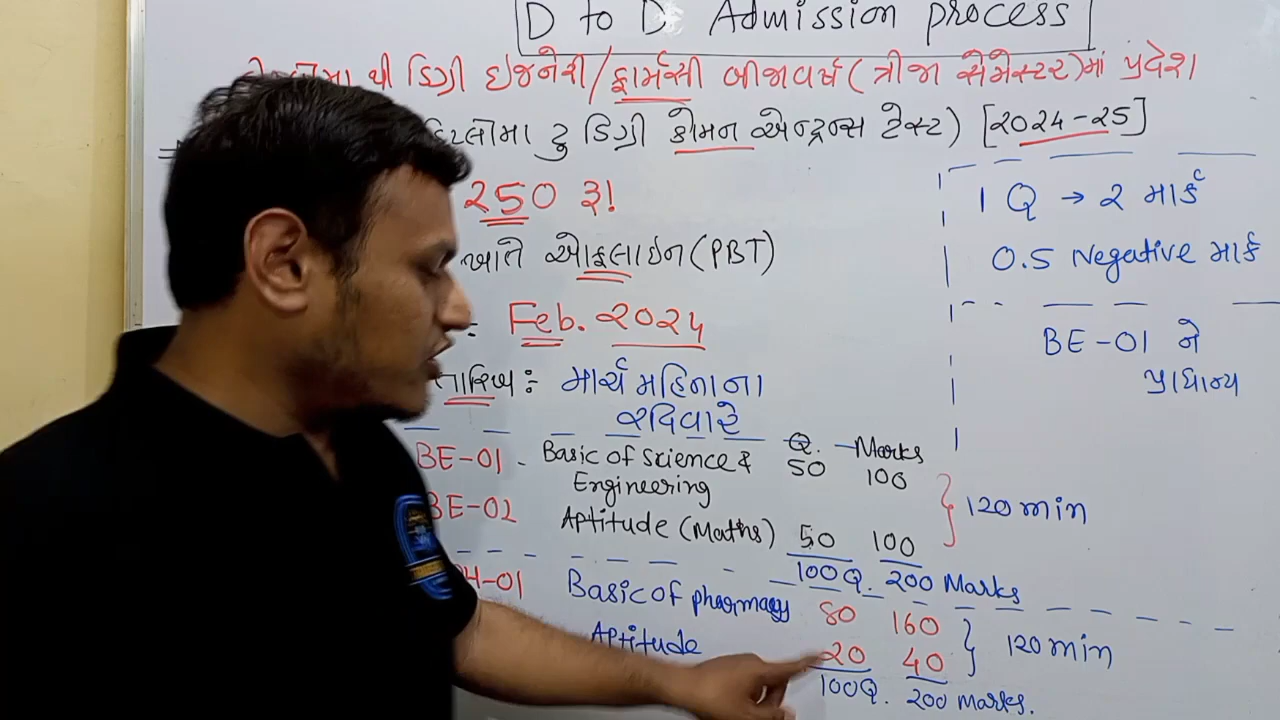 D to D Admission process
ડિગ્રી ઇજનેરી/ફાર્મસી બીજાવર્ષ (ત્રીજા સેમેસ્ટર)માં પ્રવેશ
ટુ ડિગ્રી કોમન એન્ટ્રન્સ ટેસ્ટ) [2024-25]
250 રૂ!
ઓફલાઇન (PBT)
Feb. 2024
તારીખ: માર્ચ મહિનાના
રવિવારે
Q. Marks
BE-01 - Basic of Science & 50 100
Engineering
BE-02 Aptitude (Maths) 50 100
120 min
100Q. 200 Marks
-01 Basic of pharmacy 80 160
Aptitude 20 40
120 min
100Q. 200 Marks.
1 Q → 2 માર્ક
0.5 Negative માર્ક
BE-01 ને
પ્રાધાન્ય